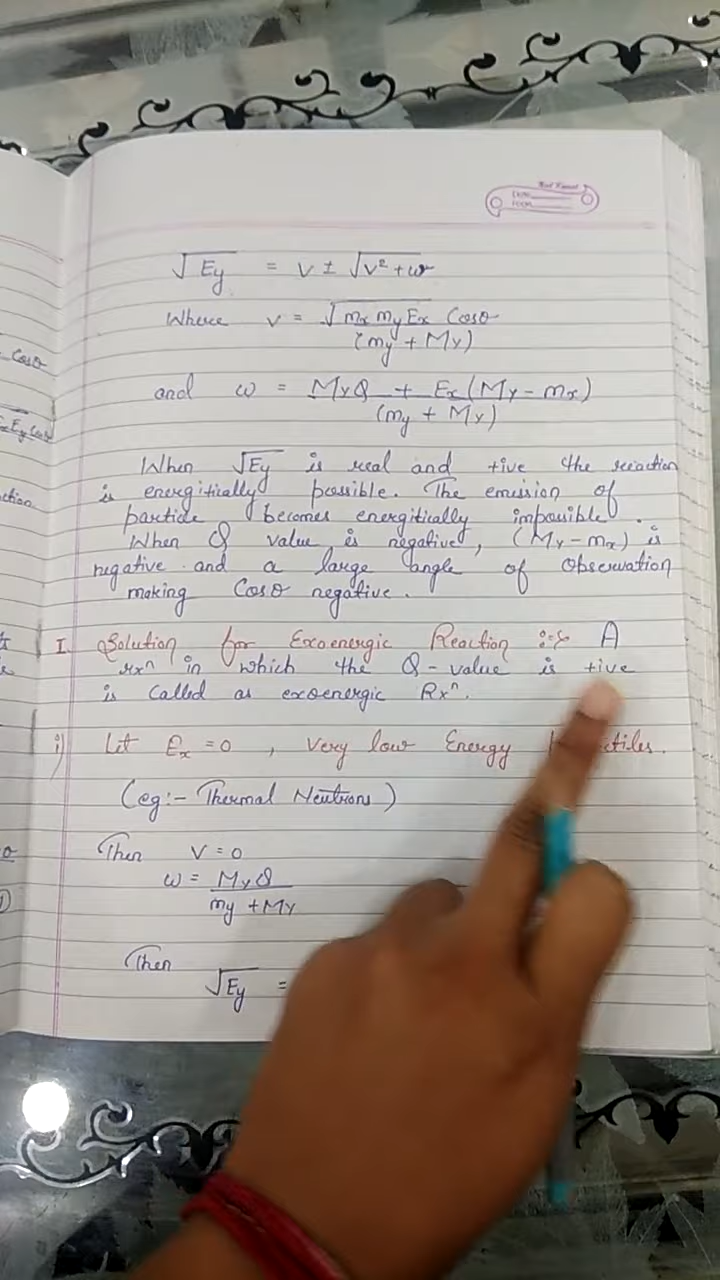 √Ey = v ± √v² + w
Where v = √mx my Ex Cosθ / (my + My)
and w = MyQ + Ex(My - mx) / (my + My)
When √Ey is real and +tive the reaction
is energitically possible. The emission of
particle becomes energitically impossible.
When Q value is negative, (My - mx) is
negative and a large angle of observation
making Cosθ negative.
I. Solution for Exoenergic Reaction :- A
rxⁿ in which the Q-value is +tive
is called as exoenergic Rxⁿ.
i) Let Ex = 0, Very low Energy
(eg:- Thermal Neutrons)
Then v = 0
w = MyQ / my + My
Then
√Ey =
Cosθ
ction